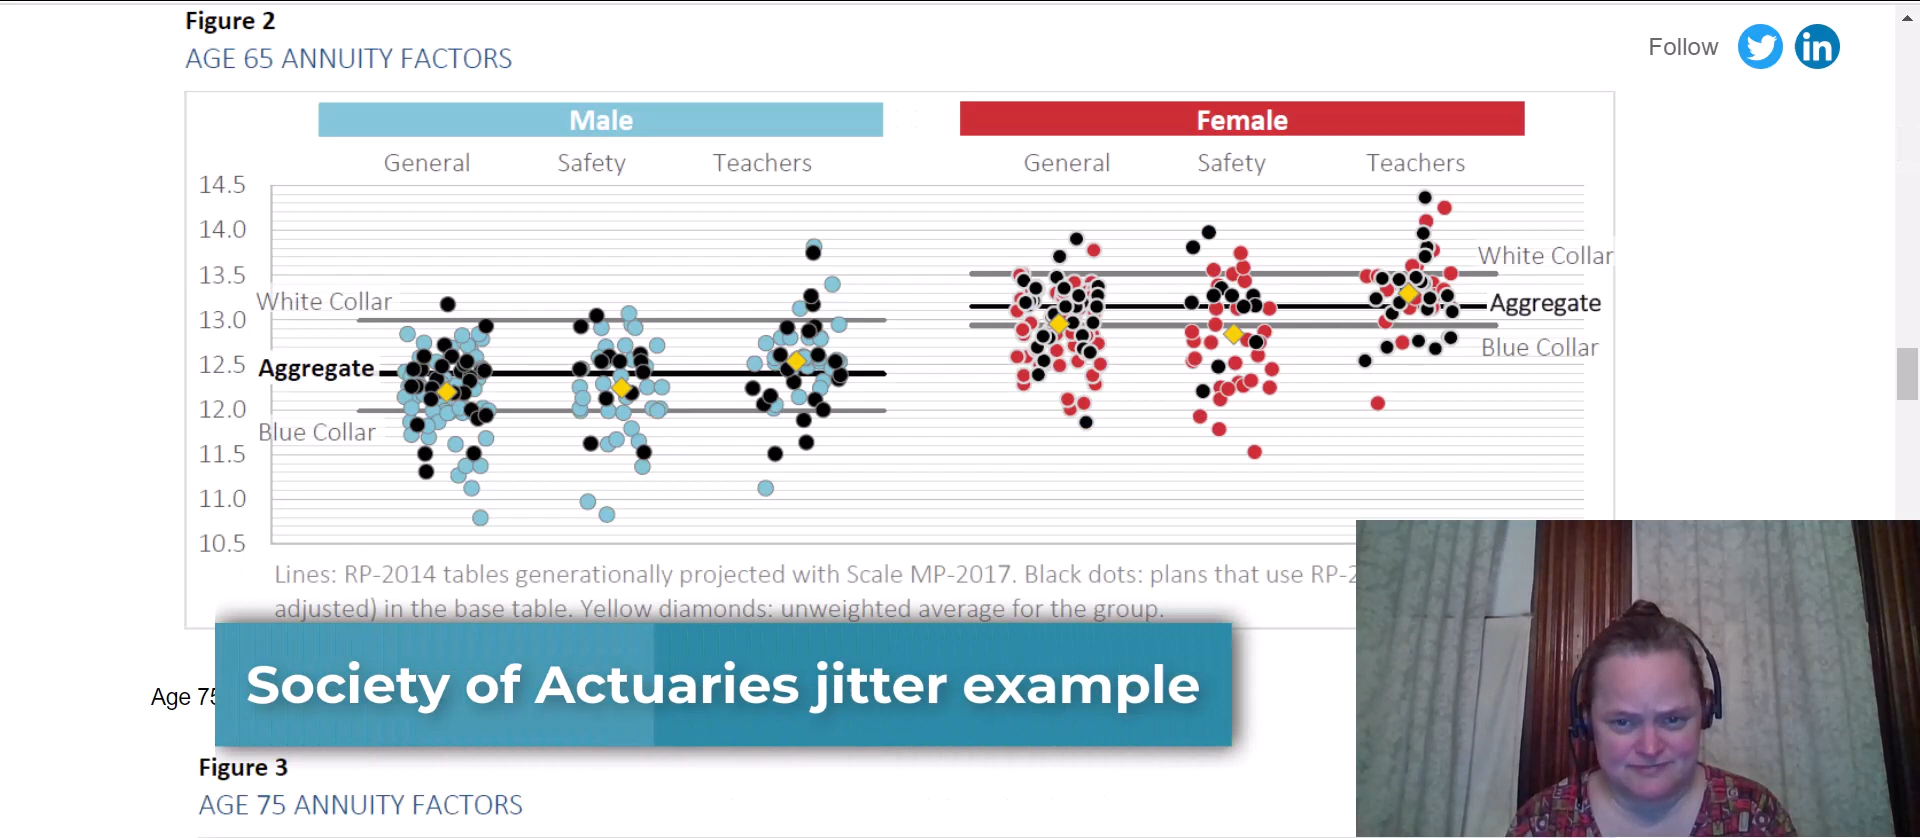 Figure 2
AGE 65 ANNUITY FACTORS
Follow
in
Male
Female
General
Safety
Teachers
General
Safety
Teachers
14.5
14.0
13.5
13.0
12.5
12.0
11.5
11.0
10.5
White Collar
Aggregate
Blue Collar
White Collar
Aggregate
Blue Collar
Lines: RP-2014 tables generationally projected with Scale MP-2017. Black dots: plans that use RP-2
adjusted) in the base table. Yellow diamonds: unweighted average for the group.
Society of Actuaries jitter example
Age 75
Figure 3
AGE 75 ANNUITY FACTORS